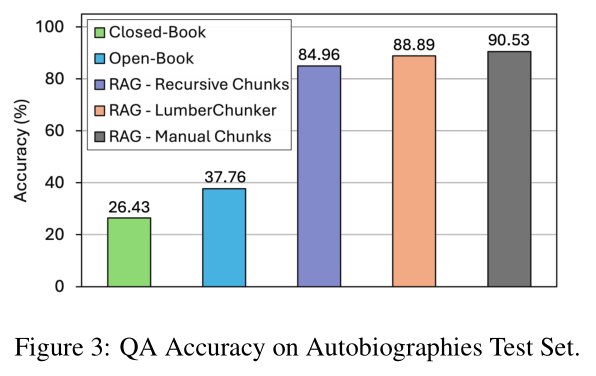 100
80
60
40
20
0
Accuracy (%)
Closed-Book
Open-Book
RAG - Recursive Chunks
RAG - LumberChunker
RAG - Manual Chunks
26.43
37.76
84.96
88.89
90.53
Figure 3: QA Accuracy on Autobiographies Test Set.